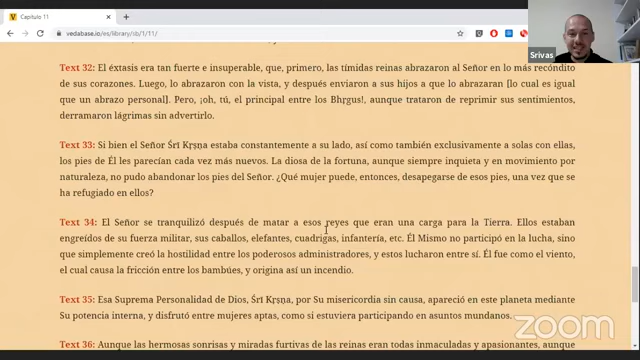 Capítulo 11
vedabase.io/es/library/sb/1/11/
Text 32: El éxtasis era tan fuerte e insuperable, que, primero, las tímidas reinas abrazaron al Señor en lo más recóndito
de sus corazones. Luego, lo abrazaron con la vista, y después enviaron a sus hijos a que lo abrazaran [lo cual es igual
que un abrazo personal]. Pero, ¡oh, tú, el principal entre los Bhṛgus!, aunque trataron de reprimir sus sentimientos,
derramaron lágrimas sin advertirlo.
Text 33: Si bien el Señor Śrī Kṛṣṇa estaba constantemente a su lado, así como también exclusivamente a solas con ellas,
los pies de Él les parecían cada vez más nuevos. La diosa de la fortuna, aunque siempre inquieta y en movimiento por
naturaleza, no pudo abandonar los pies del Señor. ¿Qué mujer puede, entonces, desapegarse de esos pies, una vez que se
ha refugiado en ellos?
Text 34: El Señor se tranquilizó después de matar a esos reyes que eran una carga para la Tierra. Ellos estaban
engreídos de su fuerza militar, sus caballos, elefantes, cuadrigas, infantería, etc. Él Mismo no participó en la lucha, sino
que simplemente creó la hostilidad entre los poderosos administradores, y estos lucharon entre sí. Él fue como el viento,
el cual causa la fricción entre los bambúes, y origina así un incendio.
Text 35: Esa Suprema Personalidad de Dios, Śrī Kṛṣṇa, por Su misericordia sin causa, apareció en este planeta mediante
Su potencia interna, y disfrutó entre mujeres aptas, como si estuviera participando en asuntos mundanos.
Text 36: Aunque las hermosas sonrisas y miradas furtivas de las reinas eran todas inmaculadas y apasionantes, aunque
Srivas
zoom